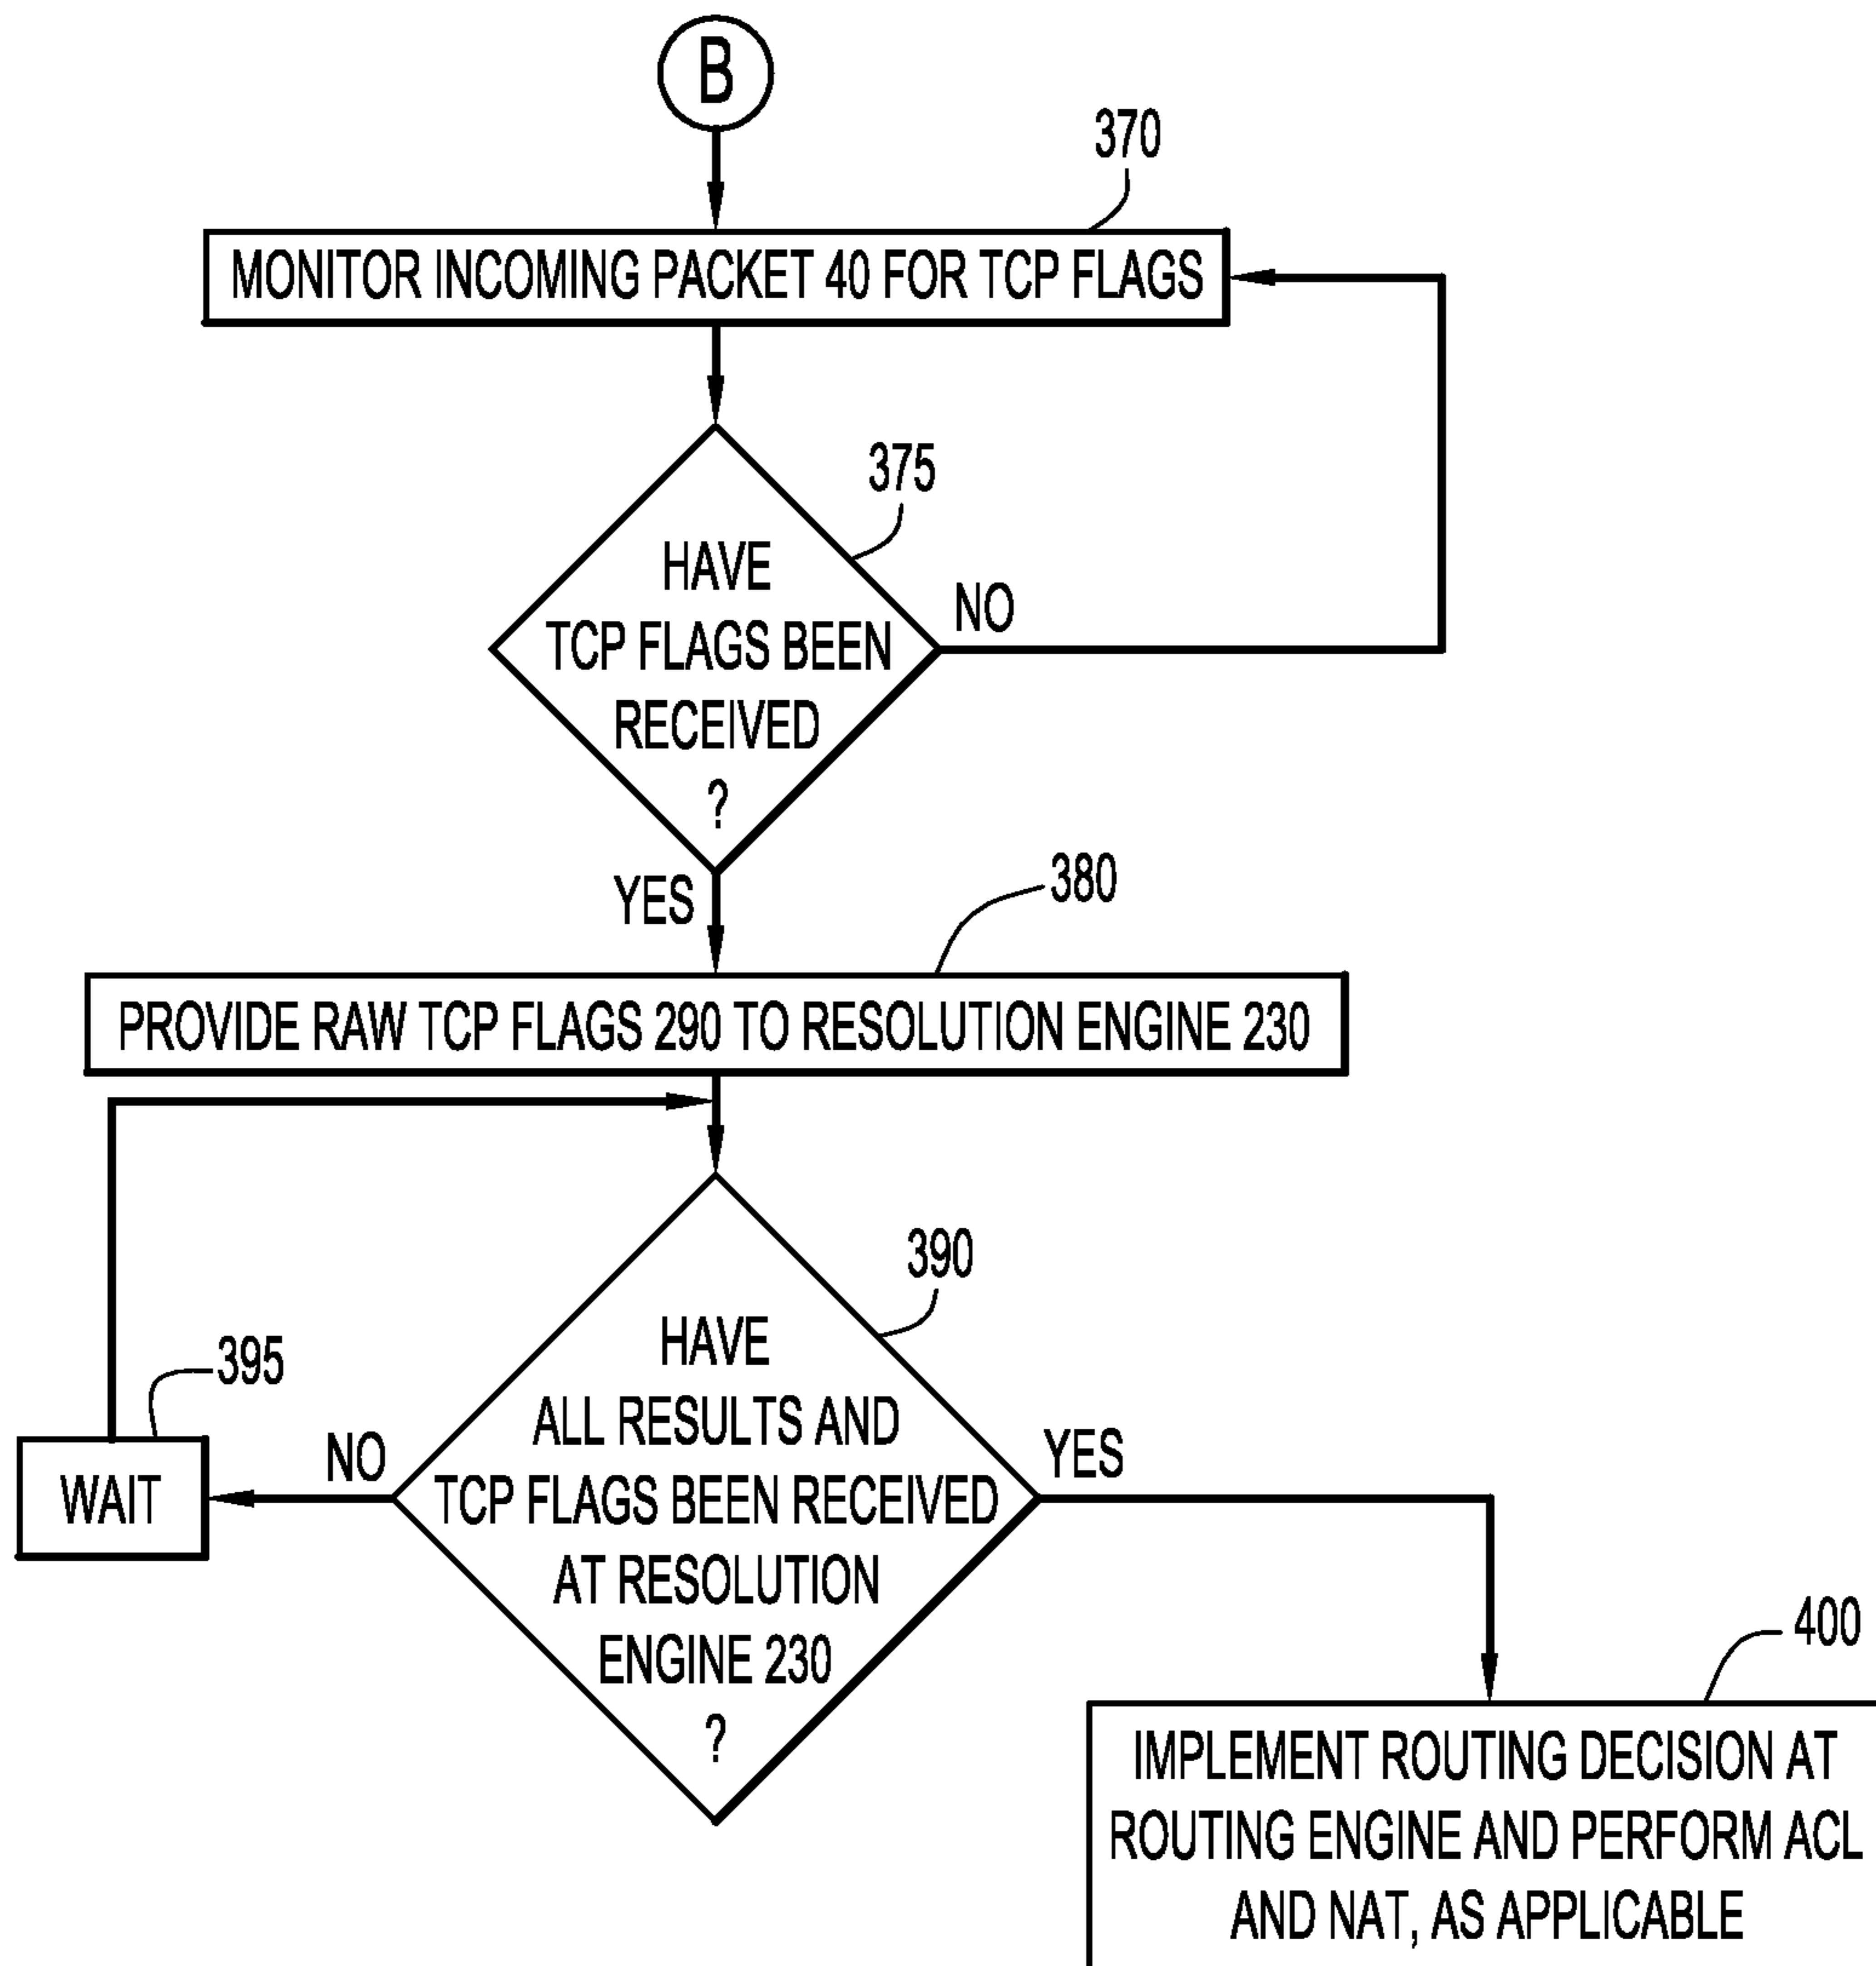 B
370
MONITOR INCOMING PACKET 40 FOR TCP FLAGS
375
HAVE
TCP FLAGS BEEN
RECEIVED
?
NO
YES
380
PROVIDE RAW TCP FLAGS 290 TO RESOLUTION ENGINE 230
390
HAVE
ALL RESULTS AND
TCP FLAGS BEEN RECEIVED
AT RESOLUTION
ENGINE 230
?
395
NO
WAIT
YES
400
IMPLEMENT ROUTING DECISION AT
ROUTING ENGINE AND PERFORM ACL
AND NAT, AS APPLICABLE